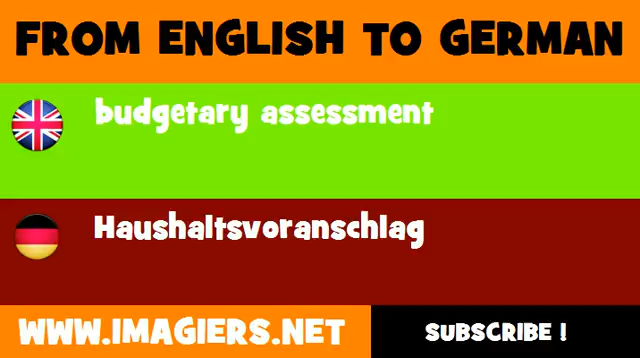 FROM ENGLISH TO GERMAN
budgetary assessment
Haushaltsvoranschlag
WWW.IMAGIERS.NET
SUBSCRIBE !